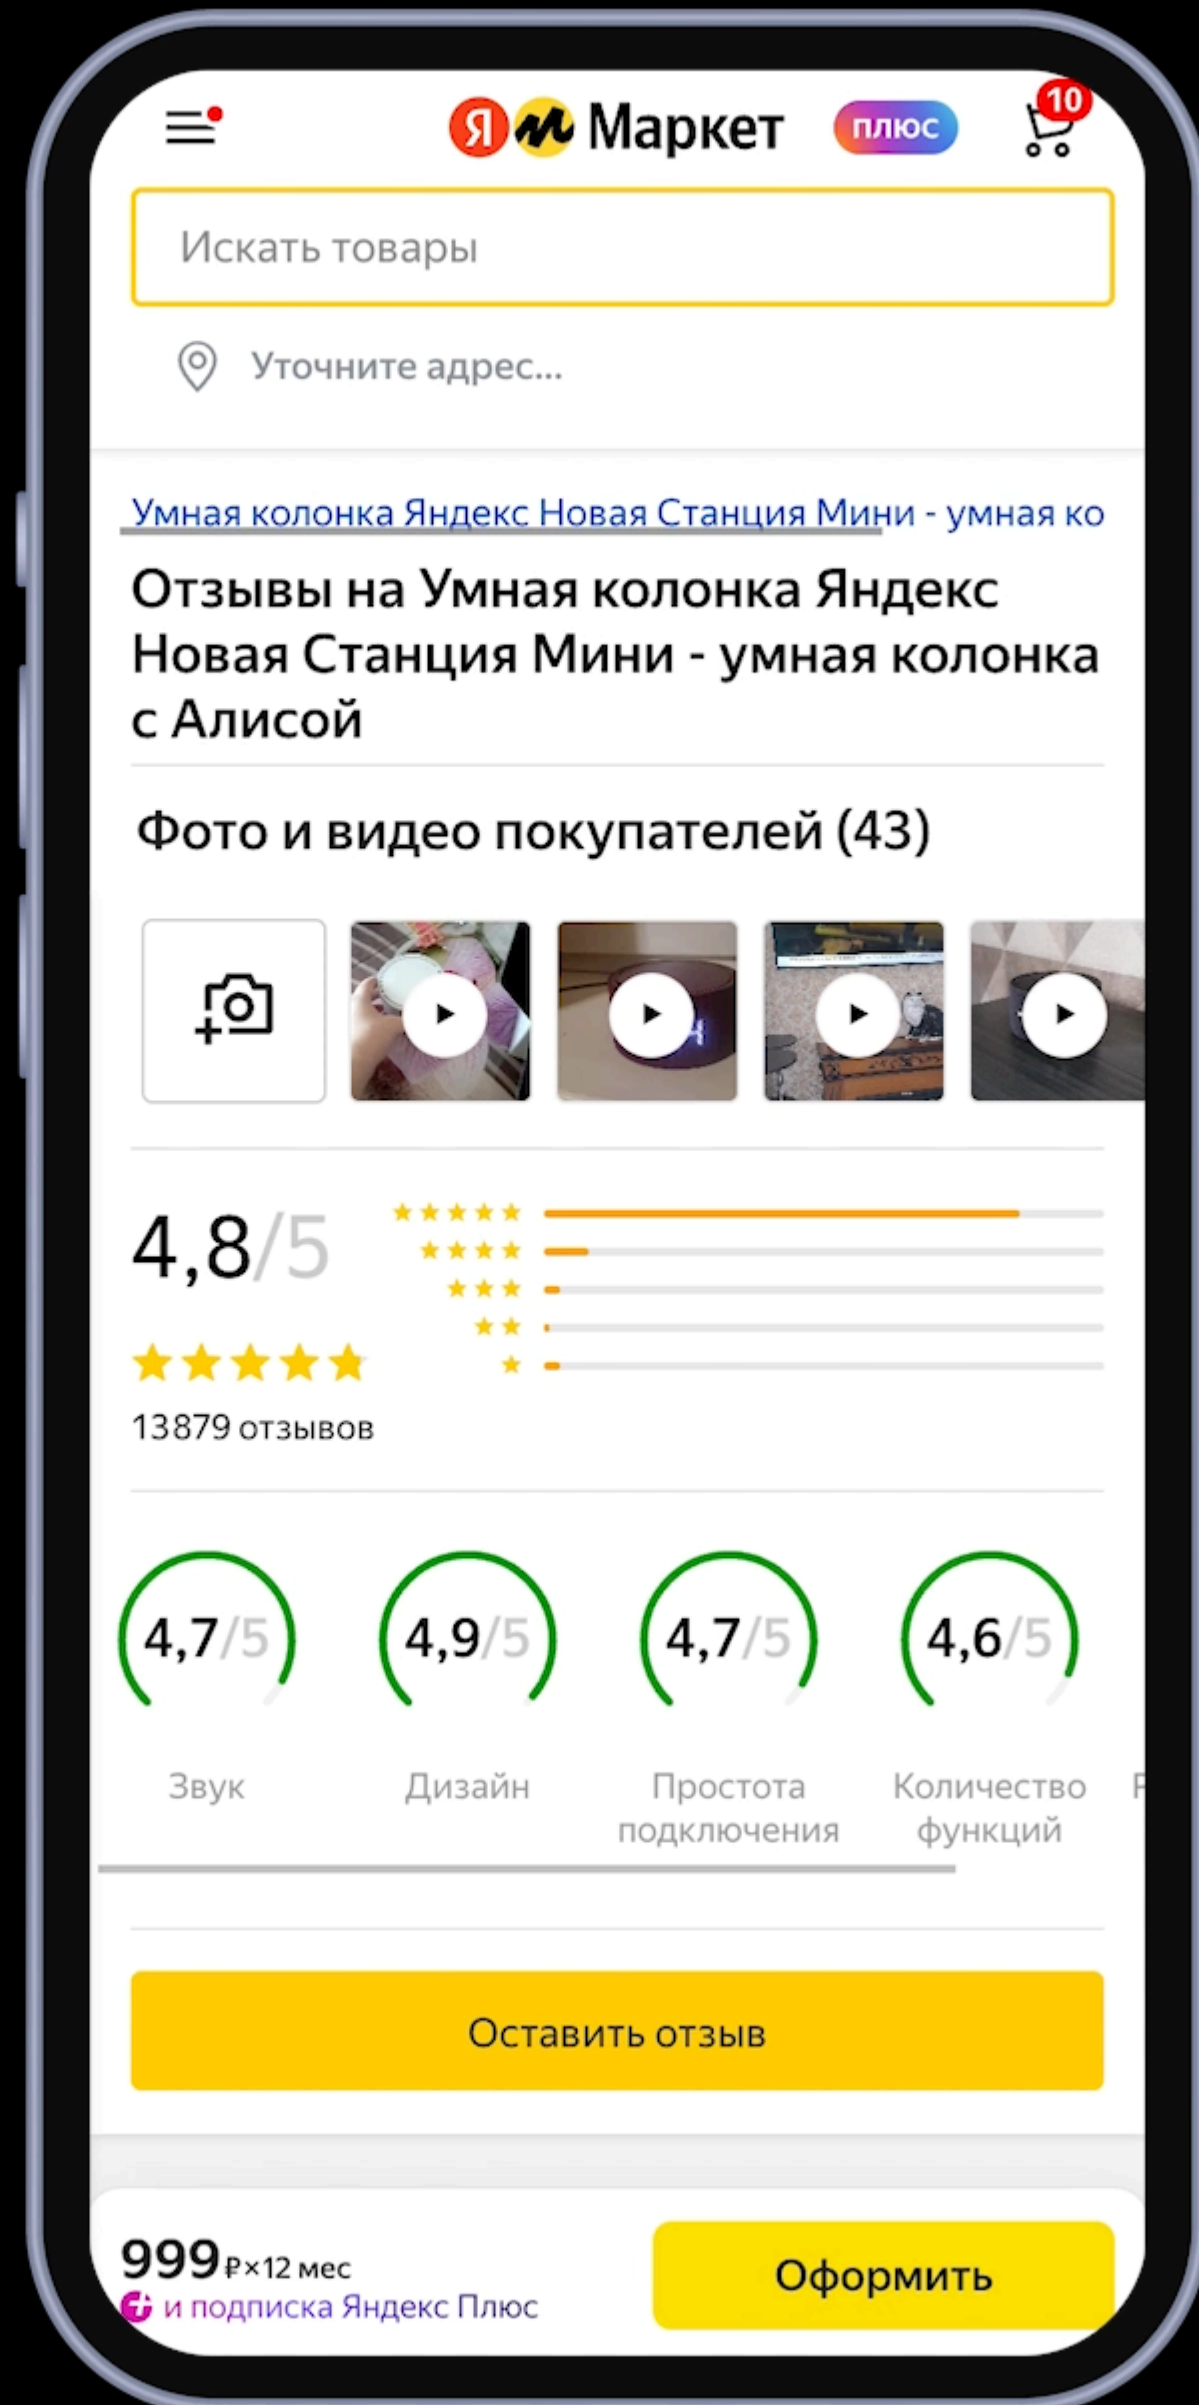 Я Маркет
плюс
10
Искать товары
Уточните адрес...
Умная колонка Яндекс Новая Станция Мини - умная ко
Отзывы на Умная колонка Яндекс
Новая Станция Мини - умная колонка
с Алисой
Фото и видео покупателей (43)
4,8/5
13 879 отзывов
4,7/5
4,9/5
4,7/5
4,6/5
Звук
Дизайн
Простота
подключения
Количество
функций
Оставить отзыв
999 ₽×12 мес
и подписка Яндекс Плюс
Оформить